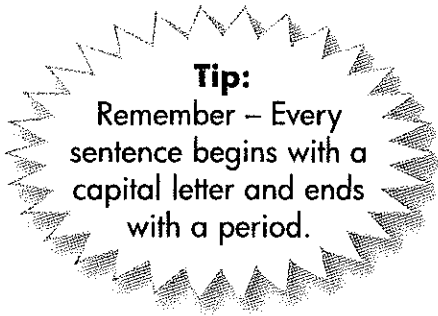 Tip:
Remember – Every
sentence begins with a
capital letter and ends
with a period.